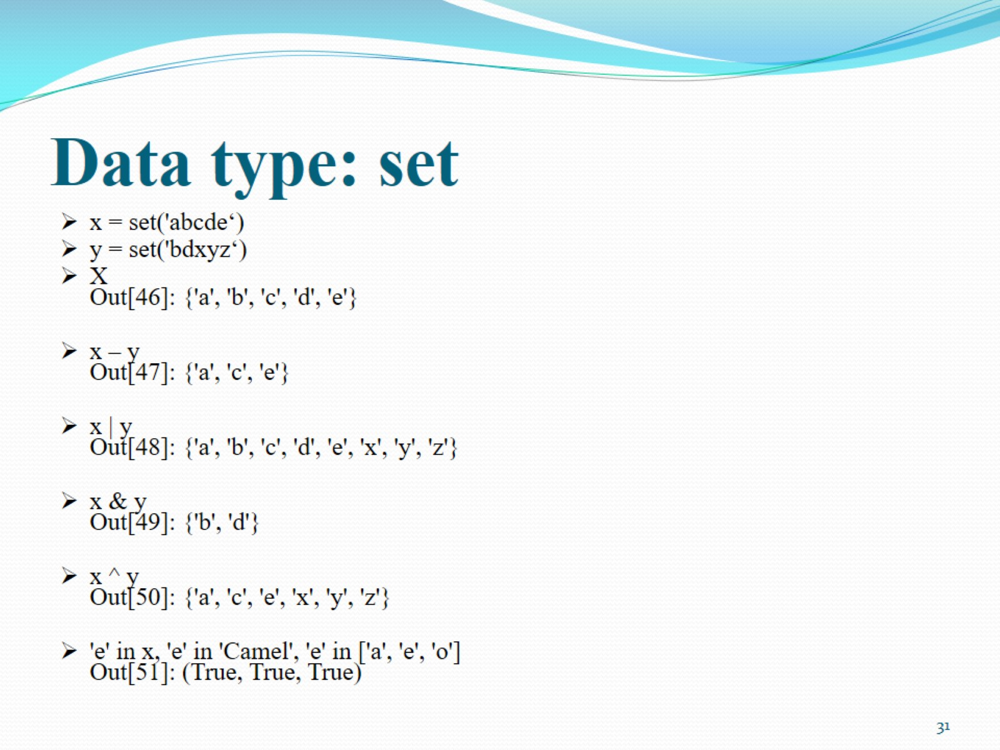 Data type: set
➢ x = set('abcde‘)
➢ y = set('bdxyz‘)
➢ X
Out[46]: {'a', 'b', 'c', 'd', 'e'}
➢ x – y
Out[47]: {'a', 'c', 'e'}
➢ x | y
Out[48]: {'a', 'b', 'c', 'd', 'e', 'x', 'y', 'z'}
➢ x & y
Out[49]: {'b', 'd'}
➢ x ^ y
Out[50]: {'a', 'c', 'e', 'x', 'y', 'z'}
➢ 'e' in x, 'e' in 'Camel', 'e' in ['a', 'e', 'o']
Out[51]: (True, True, True)
31